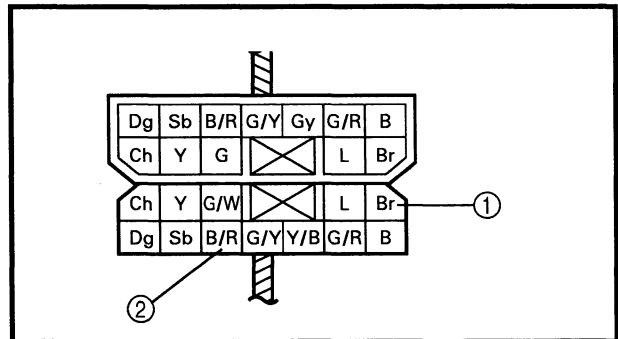 Dg Sb B/R G/Y Gy G/R B
Ch Y G L Br
Ch Y G/W L Br ①
Dg Sb B/R G/Y Y/B G/R B
②